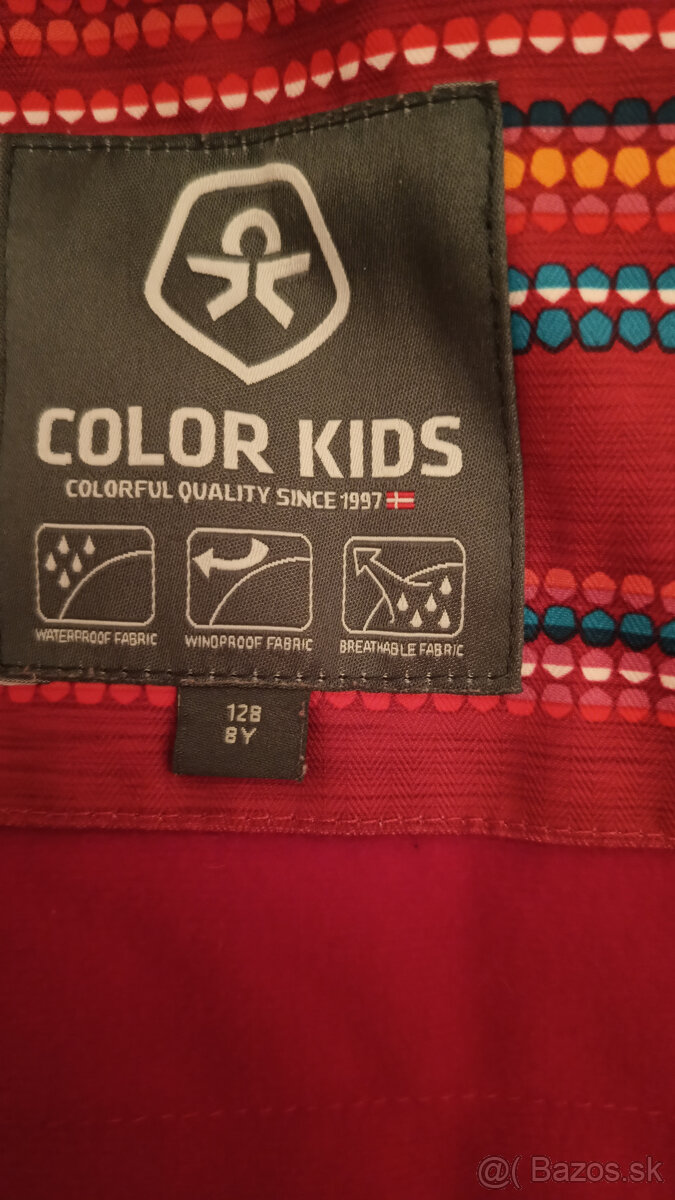 COLOR KIDS
COLORFUL QUALITY SINCE 1997
WATERPROOF FABRIC WINDPROOF FABRIC BREATHABLE FABRIC
128
8Y
@( Bazos.sk